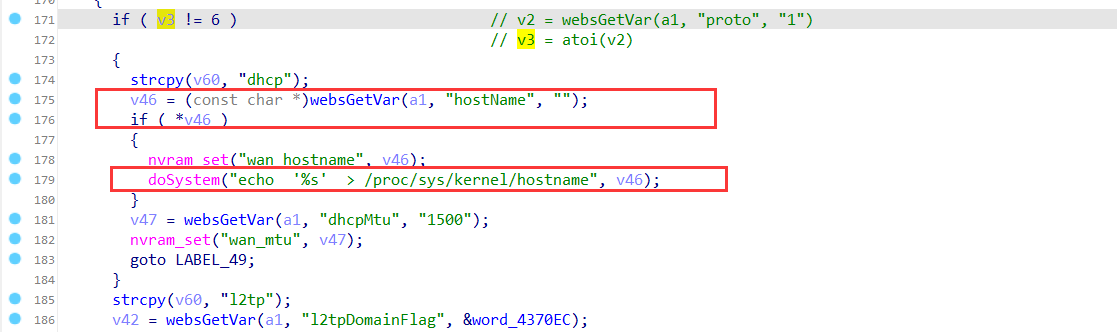 170 {
171 if ( v3 != 6 ) // v2 = websGetVar(a1, "proto", "1")
172 // v3 = atoi(v2)
173 {
174 strcpy(v60, "dhcp");
175 v46 = (const char *)websGetVar(a1, "hostName", "");
176 if ( *v46 )
177 {
178 nvram_set("wan_hostname", v46);
179 doSystem("echo  '%s'  > /proc/sys/kernel/hostname", v46);
180 }
181 v47 = websGetVar(a1, "dhcpMtu", "1500");
182 nvram_set("wan_mtu", v47);
183 goto LABEL_49;
184 }
185 strcpy(v60, "l2tp");
186 v42 = websGetVar(a1, "l2tpDomainFlag", &word_4370EC);